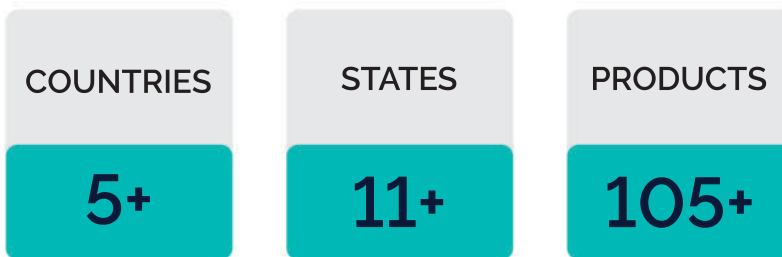 COUNTRIES
5+
STATES
11+
PRODUCTS
105+